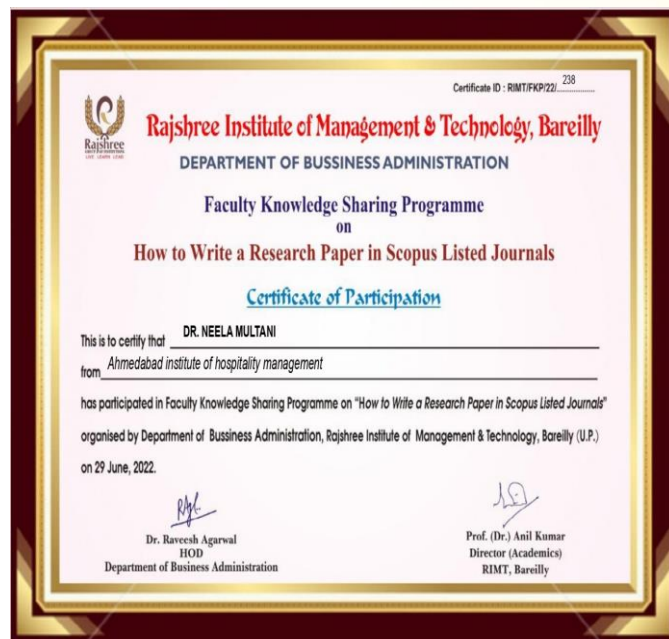 Certificate ID : RIMT/FKP/22/ 238
Rajshree
LIVE LEARN LEAD
Rajshree Institute of Management & Technology, Bareilly
DEPARTMENT OF BUSSINESS ADMINISTRATION
Faculty Knowledge Sharing Programme
on
How to Write a Research Paper in Scopus Listed Journals
Certificate of Participation
This is to certify that DR. NEELA MULTANI
from Ahmedabad institute of hospitality management
has participated in Faculty Knowledge Sharing Programme on "How to Write a Research Paper in Scopus Listed Journals"
organised by Department of Bussiness Administration, Rajshree Institute of Management & Technology, Bareilly (U.P.)
on 29 June, 2022.
Dr. Raveesh Agarwal
HOD
Department of Business Administration
Prof. (Dr.) Anil Kumar
Director (Academics)
RIMT, Bareilly